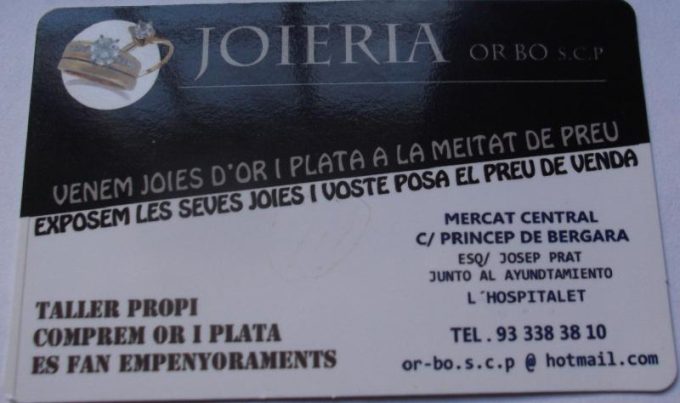 JOIERIA OR BO S.C.P
VENEM JOIES D'OR I PLATA A LA MEITAT DE PREU
EXPOSEM LES SEVES JOIES I VOSTE POSA EL PREU DE VENDA
MERCAT CENTRAL
C/ PRINCEP DE BERGARA
ESQ/ JOSEP PRAT
JUNTO AL AYUNDTAMIENTO
L´HOSPITALET
TALLER PROPI
COMPREM OR I PLATA
ES FAN EMPENYORAMENTS
TEL. 93 338 38 10
or-bo.s.c.p @ hotmail.com